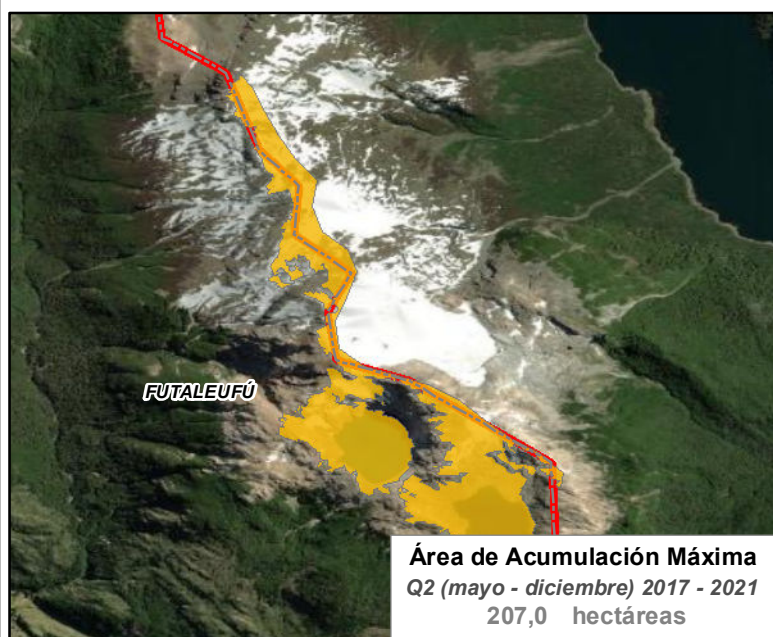 FUTALEUFÚ
Área de Acumulación Máxima
Q2 (mayo - diciembre) 2017 - 2021
207,0 hectáreas